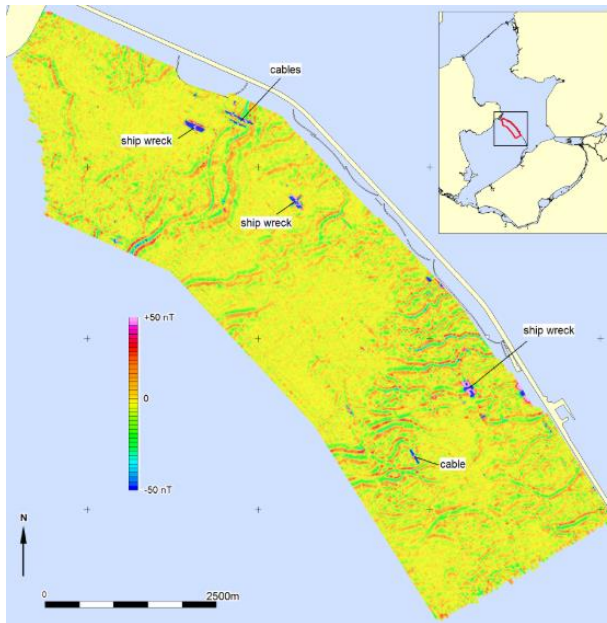 cables
ship wreck
ship wreck
+50 nT
0
-50 nT
ship wreck
cable
N
0
2500m